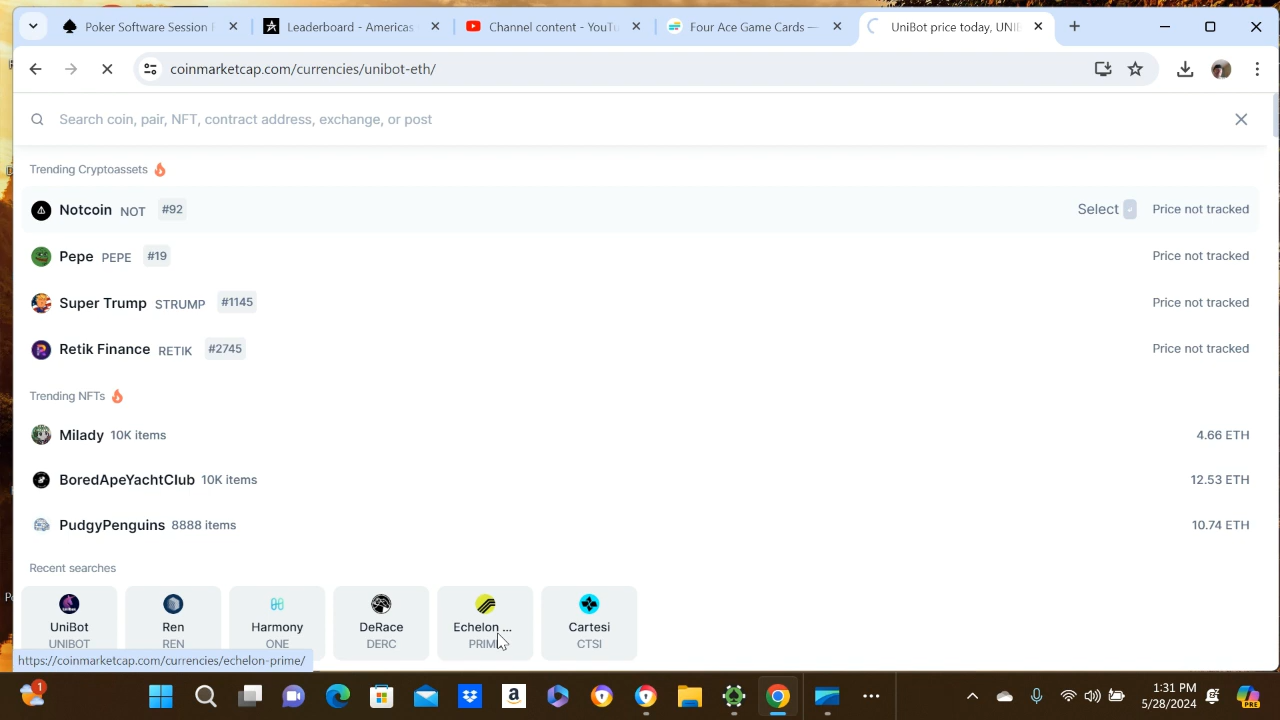 Poker Software Sessions
Leaderboard - Americas
Channel content - YouTu
Four Ace Game Cards —
UniBot price today, UNIB
coinmarketcap.com/currencies/unibot-eth/
Search coin, pair, NFT, contract address, exchange, or post
Trending Cryptoassets
Notcoin NOT #92 Select Price not tracked
Pepe PEPE #19 Price not tracked
Super Trump STRUMP #1145 Price not tracked
Retik Finance RETIK #2745 Price not tracked
Trending NFTs
Milady 10K items 4.66 ETH
BoredApeYachtClub 10K items 12.53 ETH
PudgyPenguins 8888 items 10.74 ETH
Recent searches
UniBot Ren Harmony DeRace Echelon ... Cartesi
UNIBOT REN ONE DERC PRIME CTSI
https://coinmarketcap.com/currencies/echelon-prime/
1
1:31 PM
5/28/2024
PRE